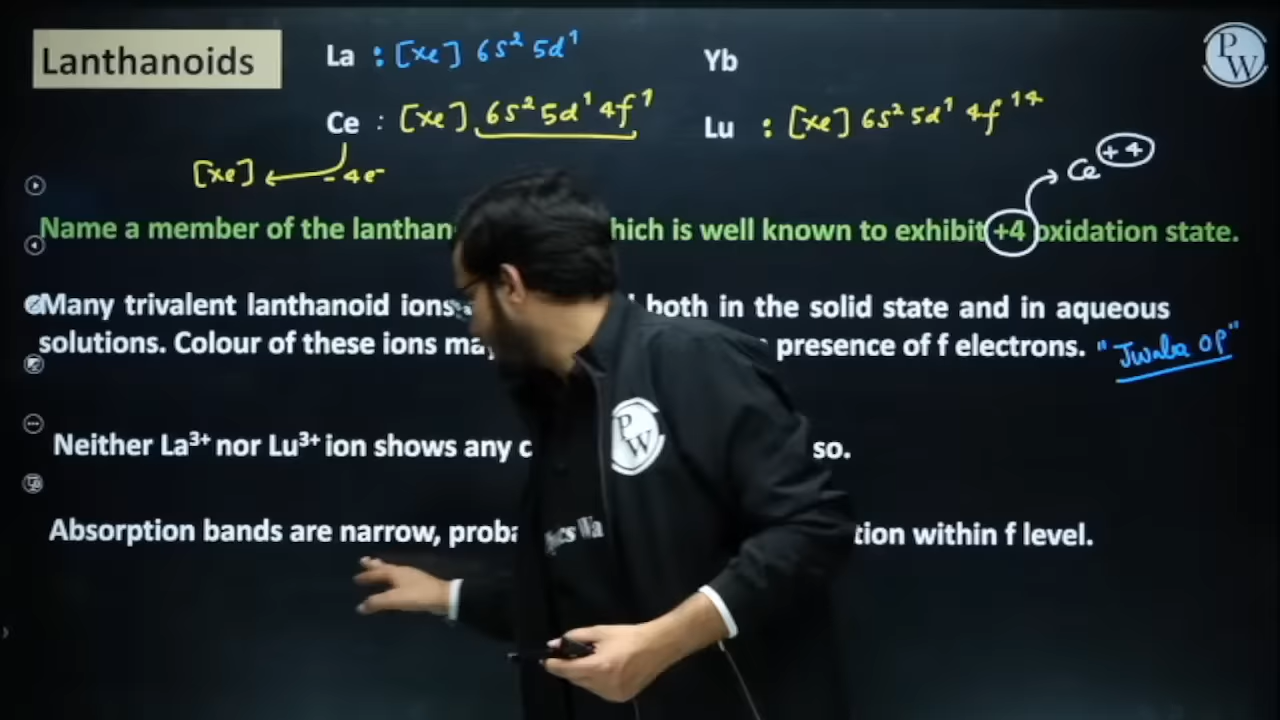 Lanthanoids
La : [xe] 6s² 5d¹
Yb
PW
Ce : [xe] 6s² 5d¹ 4f¹
Lu : [xe] 6s² 5d¹ 4f¹⁴
[xe] ← -4e⁻
Ce +4
Name a member of the lanthan hich is well known to exhibit +4 oxidation state.
Many trivalent lanthanoid ions both in the solid state and in aqueous
solutions. Colour of these ions ma presence of f electrons. "Jwala OP"
PW
Neither La³⁺ nor Lu³⁺ ion shows any c so.
Absorption bands are narrow, proba tion within f level.
ics Wa